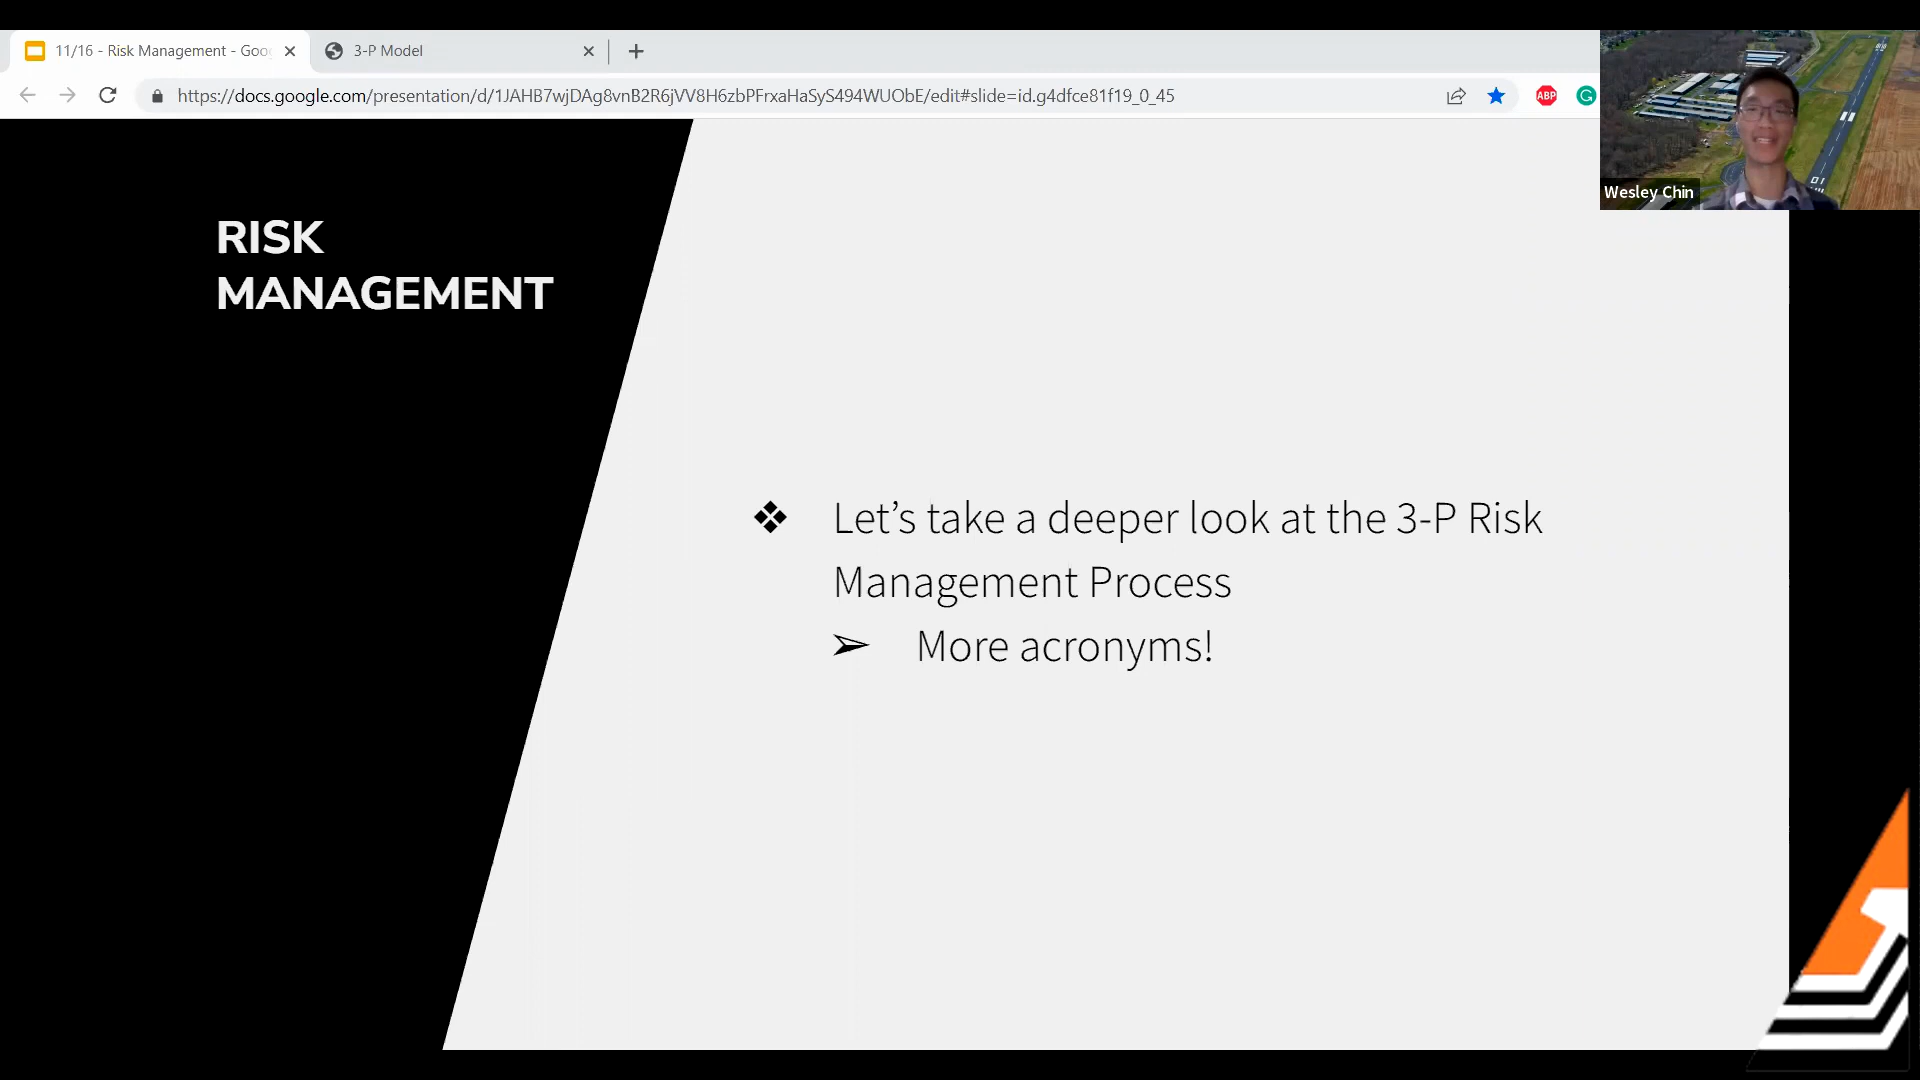 11/16 - Risk Management - Goo
3-P Model
https://docs.google.com/presentation/d/1JAHB7wjDAg8vnB2R6jVV8H6zbPFrxaHaSyS494WUObE/edit#slide=id.g4dfce81f19_0_45
ABP
G
Wesley Chin
01
RISK
MANAGEMENT
❖ Let’s take a deeper look at the 3-P Risk
Management Process
➢ More acronyms!